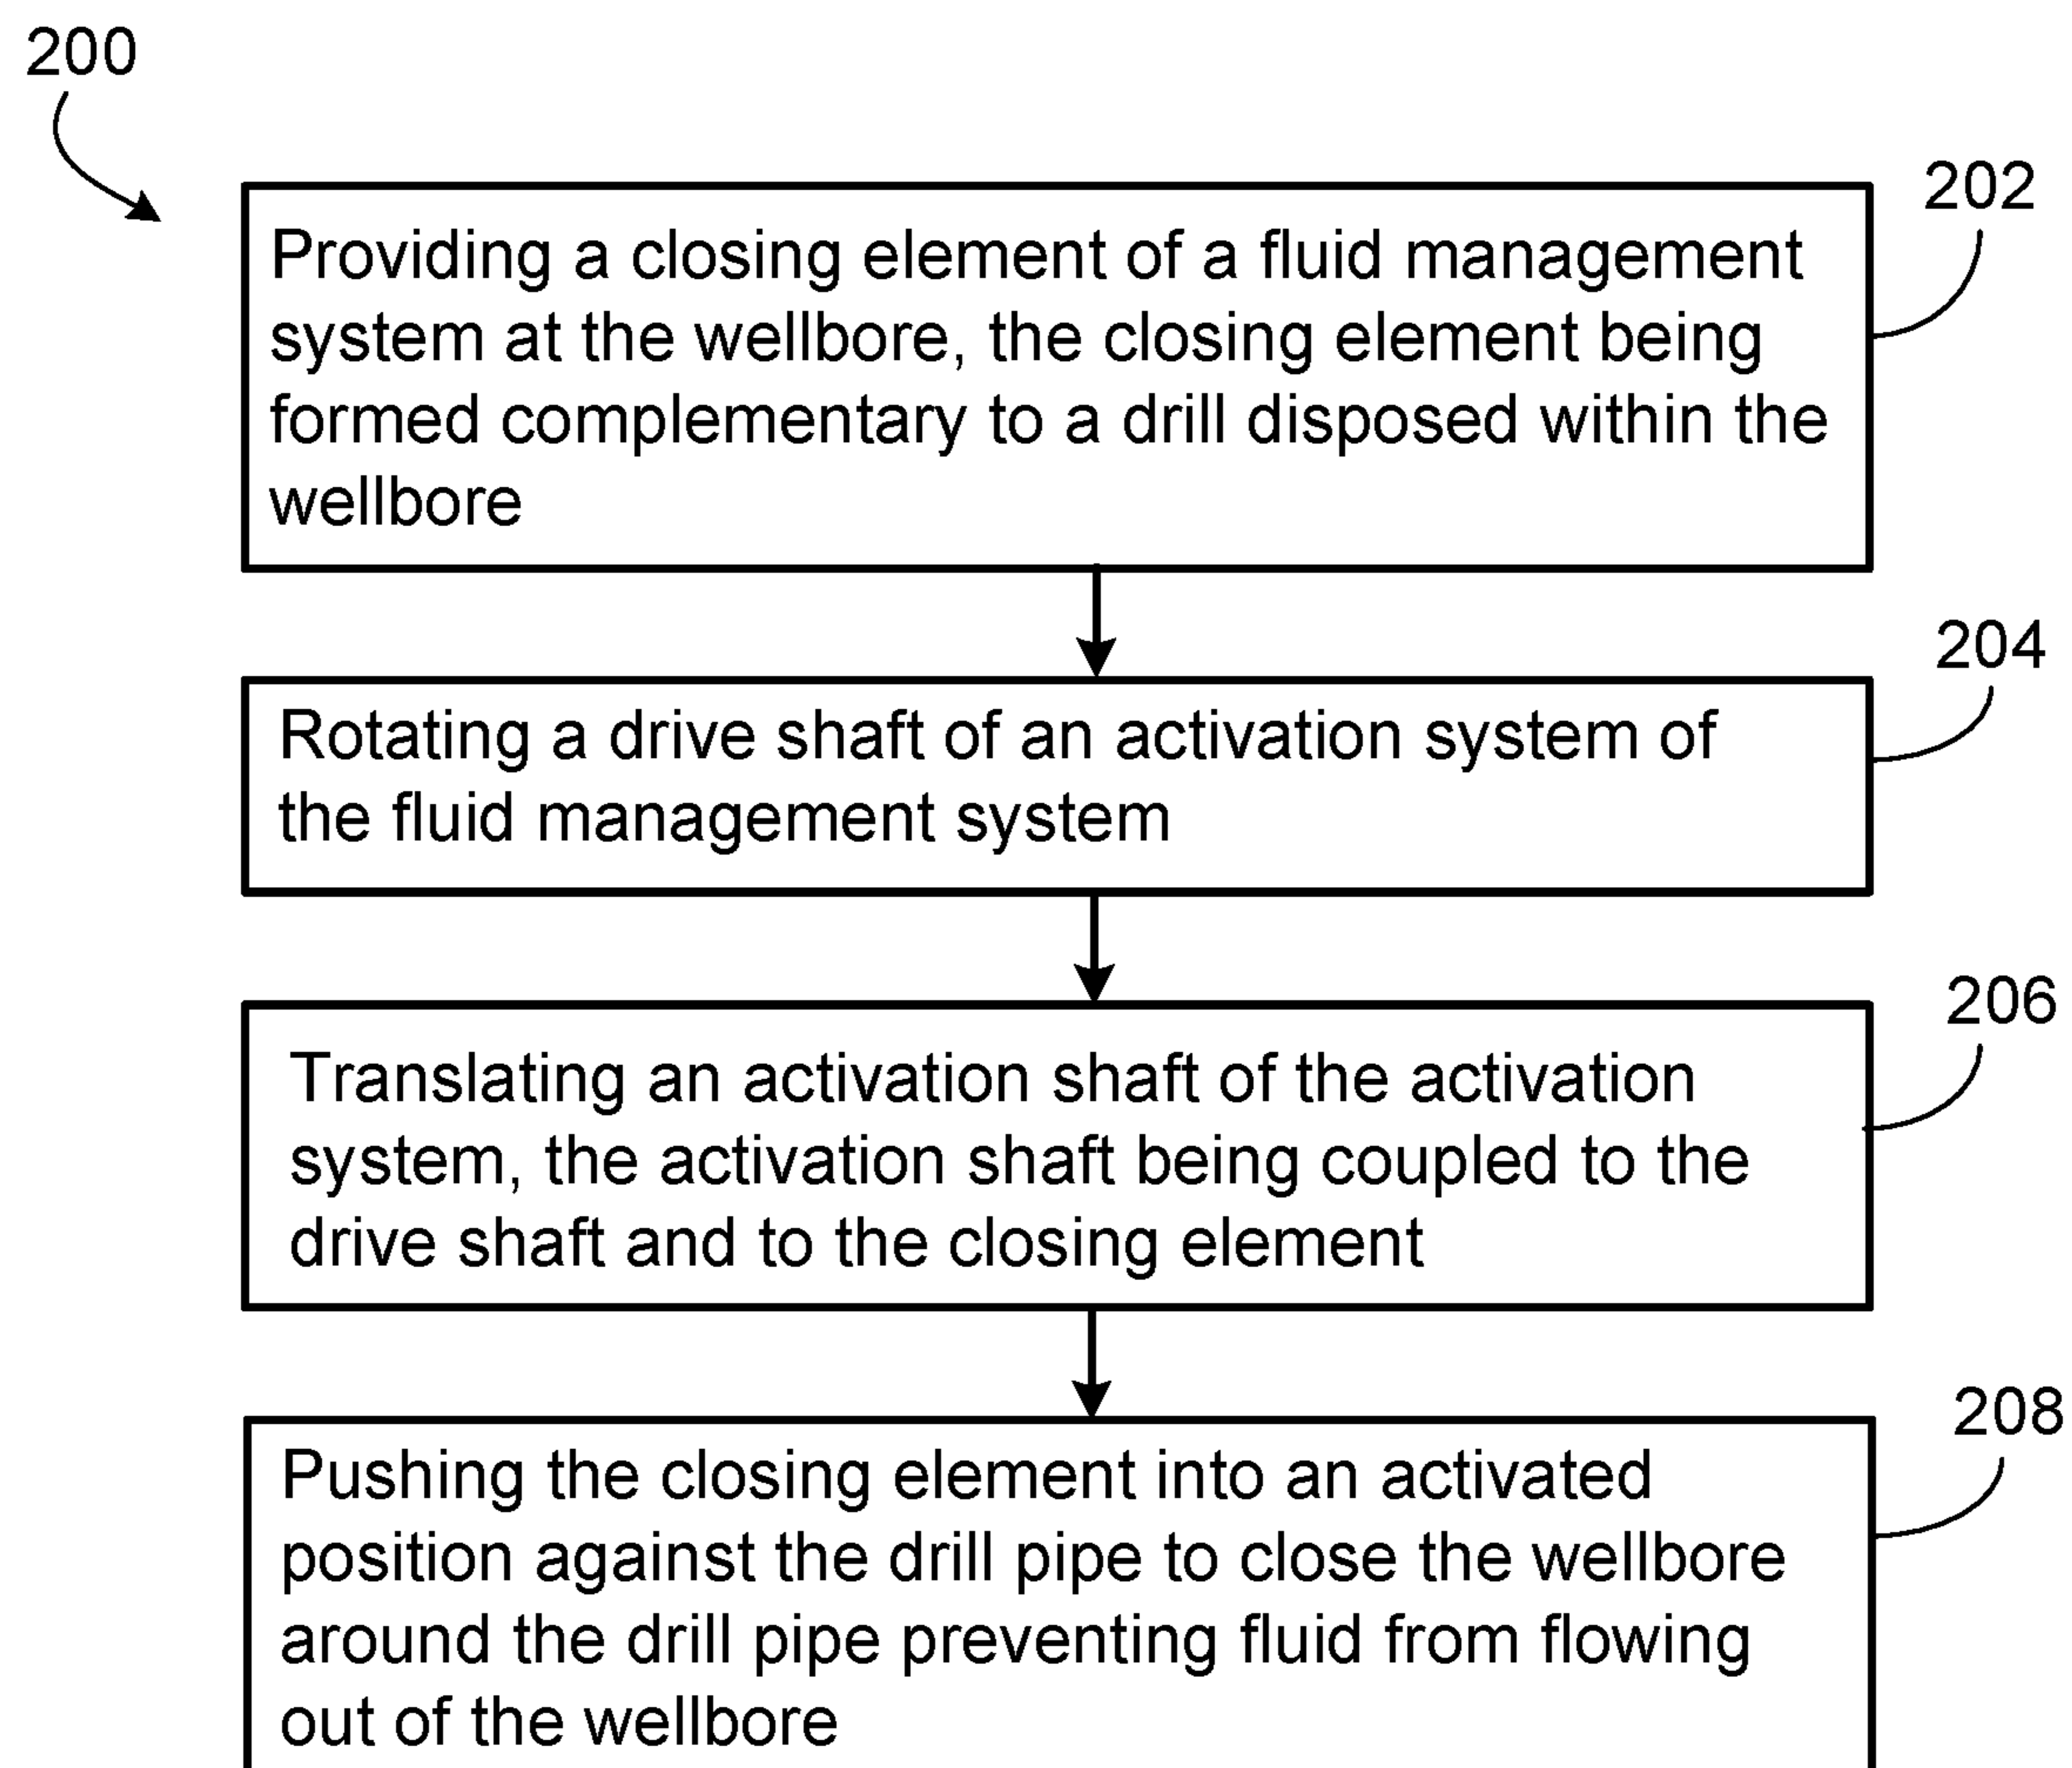 200
202
Providing a closing element of a fluid management
system at the wellbore, the closing element being
formed complementary to a drill disposed within the
wellbore
204
Rotating a drive shaft of an activation system of
the fluid management system
206
Translating an activation shaft of the activation
system, the activation shaft being coupled to the
drive shaft and to the closing element
208
Pushing the closing element into an activated
position against the drill pipe to close the wellbore
around the drill pipe preventing fluid from flowing
out of the wellbore